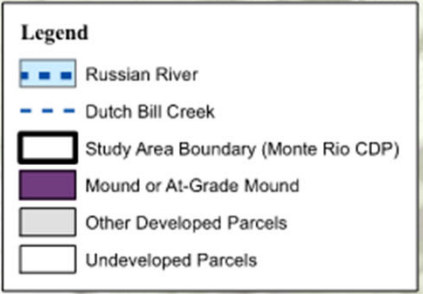 Legend
Russian River
Dutch Bill Creek
Study Area Boundary (Monte Rio CDP)
Mound or At-Grade Mound
Other Developed Parcels
Undeveloped Parcels